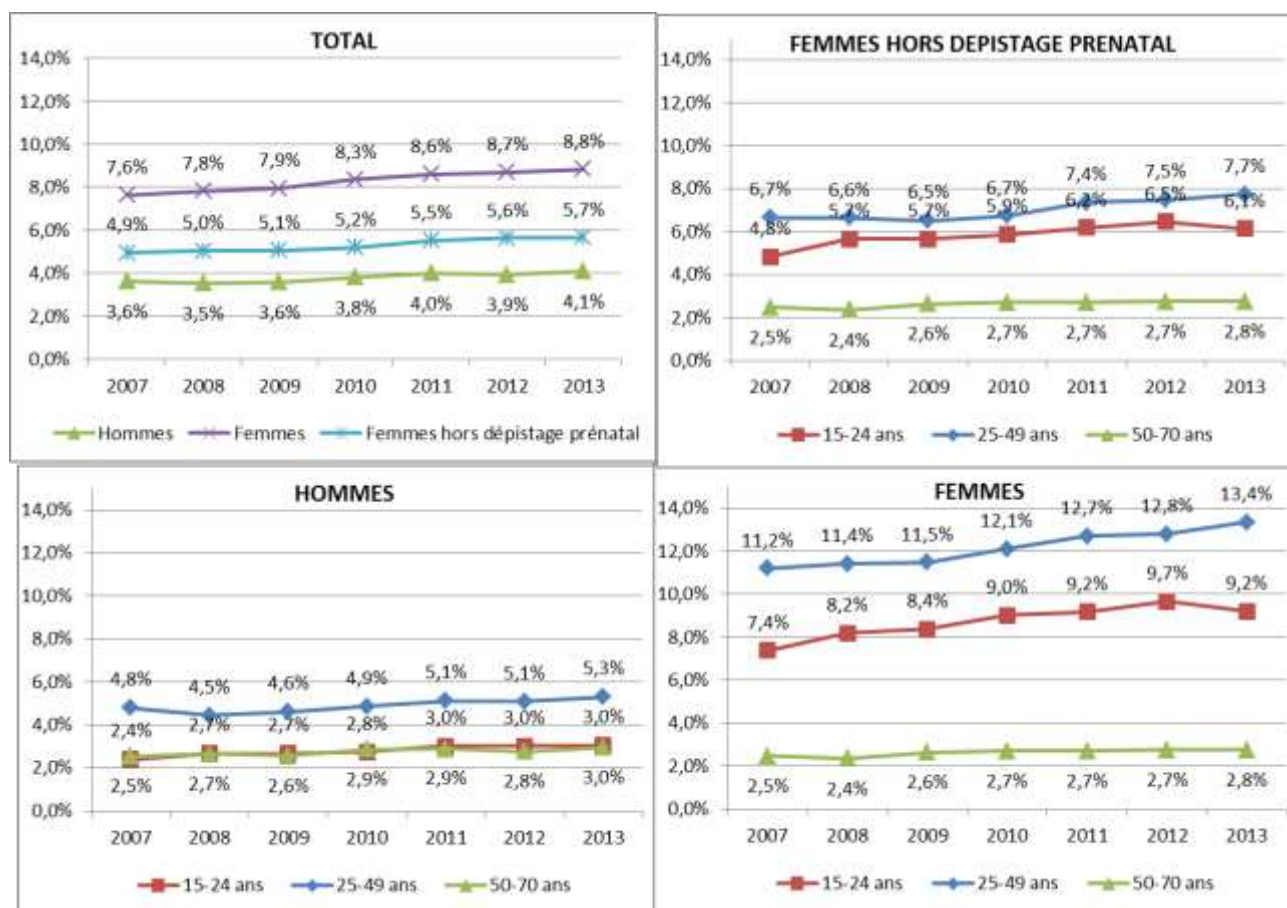 TOTAL
14,0%
12,0%
10,0%
8,0%
6,0%
4,0%
2,0%
0,0%
7,6% 7,8% 7,9% 8,3% 8,6% 8,7% 8,8%
4,9% 5,0% 5,1% 5,2% 5,5% 5,6% 5,7%
3,6% 3,5% 3,6% 3,8% 4,0% 3,9% 4,1%
2007 2008 2009 2010 2011 2012 2013
Hommes Femmes Femmes hors dépistage prénatal
FEMMES HORS DEPISTAGE PRENATAL
14,0%
12,0%
10,0%
8,0%
6,0%
4,0%
2,0%
0,0%
6,7% 6,6% 6,5% 6,7% 7,4% 7,5% 7,7%
4,8% 5,7% 5,7% 5,9% 6,2% 6,5% 6,1%
2,5% 2,4% 2,6% 2,7% 2,7% 2,7% 2,8%
2007 2008 2009 2010 2011 2012 2013
15-24 ans 25-49 ans 50-70 ans
HOMMES
14,0%
12,0%
10,0%
8,0%
6,0%
4,0%
2,0%
0,0%
4,8% 4,5% 4,6% 4,9% 5,1% 5,1% 5,3%
2,4% 2,7% 2,7% 2,8% 3,0% 3,0% 3,0%
2,5% 2,7% 2,6% 2,9% 2,9% 2,8% 3,0%
2007 2008 2009 2010 2011 2012 2013
15-24 ans 25-49 ans 50-70 ans
FEMMES
14,0%
12,0%
10,0%
8,0%
6,0%
4,0%
2,0%
0,0%
11,2% 11,4% 11,5% 12,1% 12,7% 12,8% 13,4%
7,4% 8,2% 8,4% 9,0% 9,2% 9,7% 9,2%
2,5% 2,4% 2,6% 2,7% 2,7% 2,7% 2,8%
2007 2008 2009 2010 2011 2012 2013
15-24 ans 25-49 ans 50-70 ans